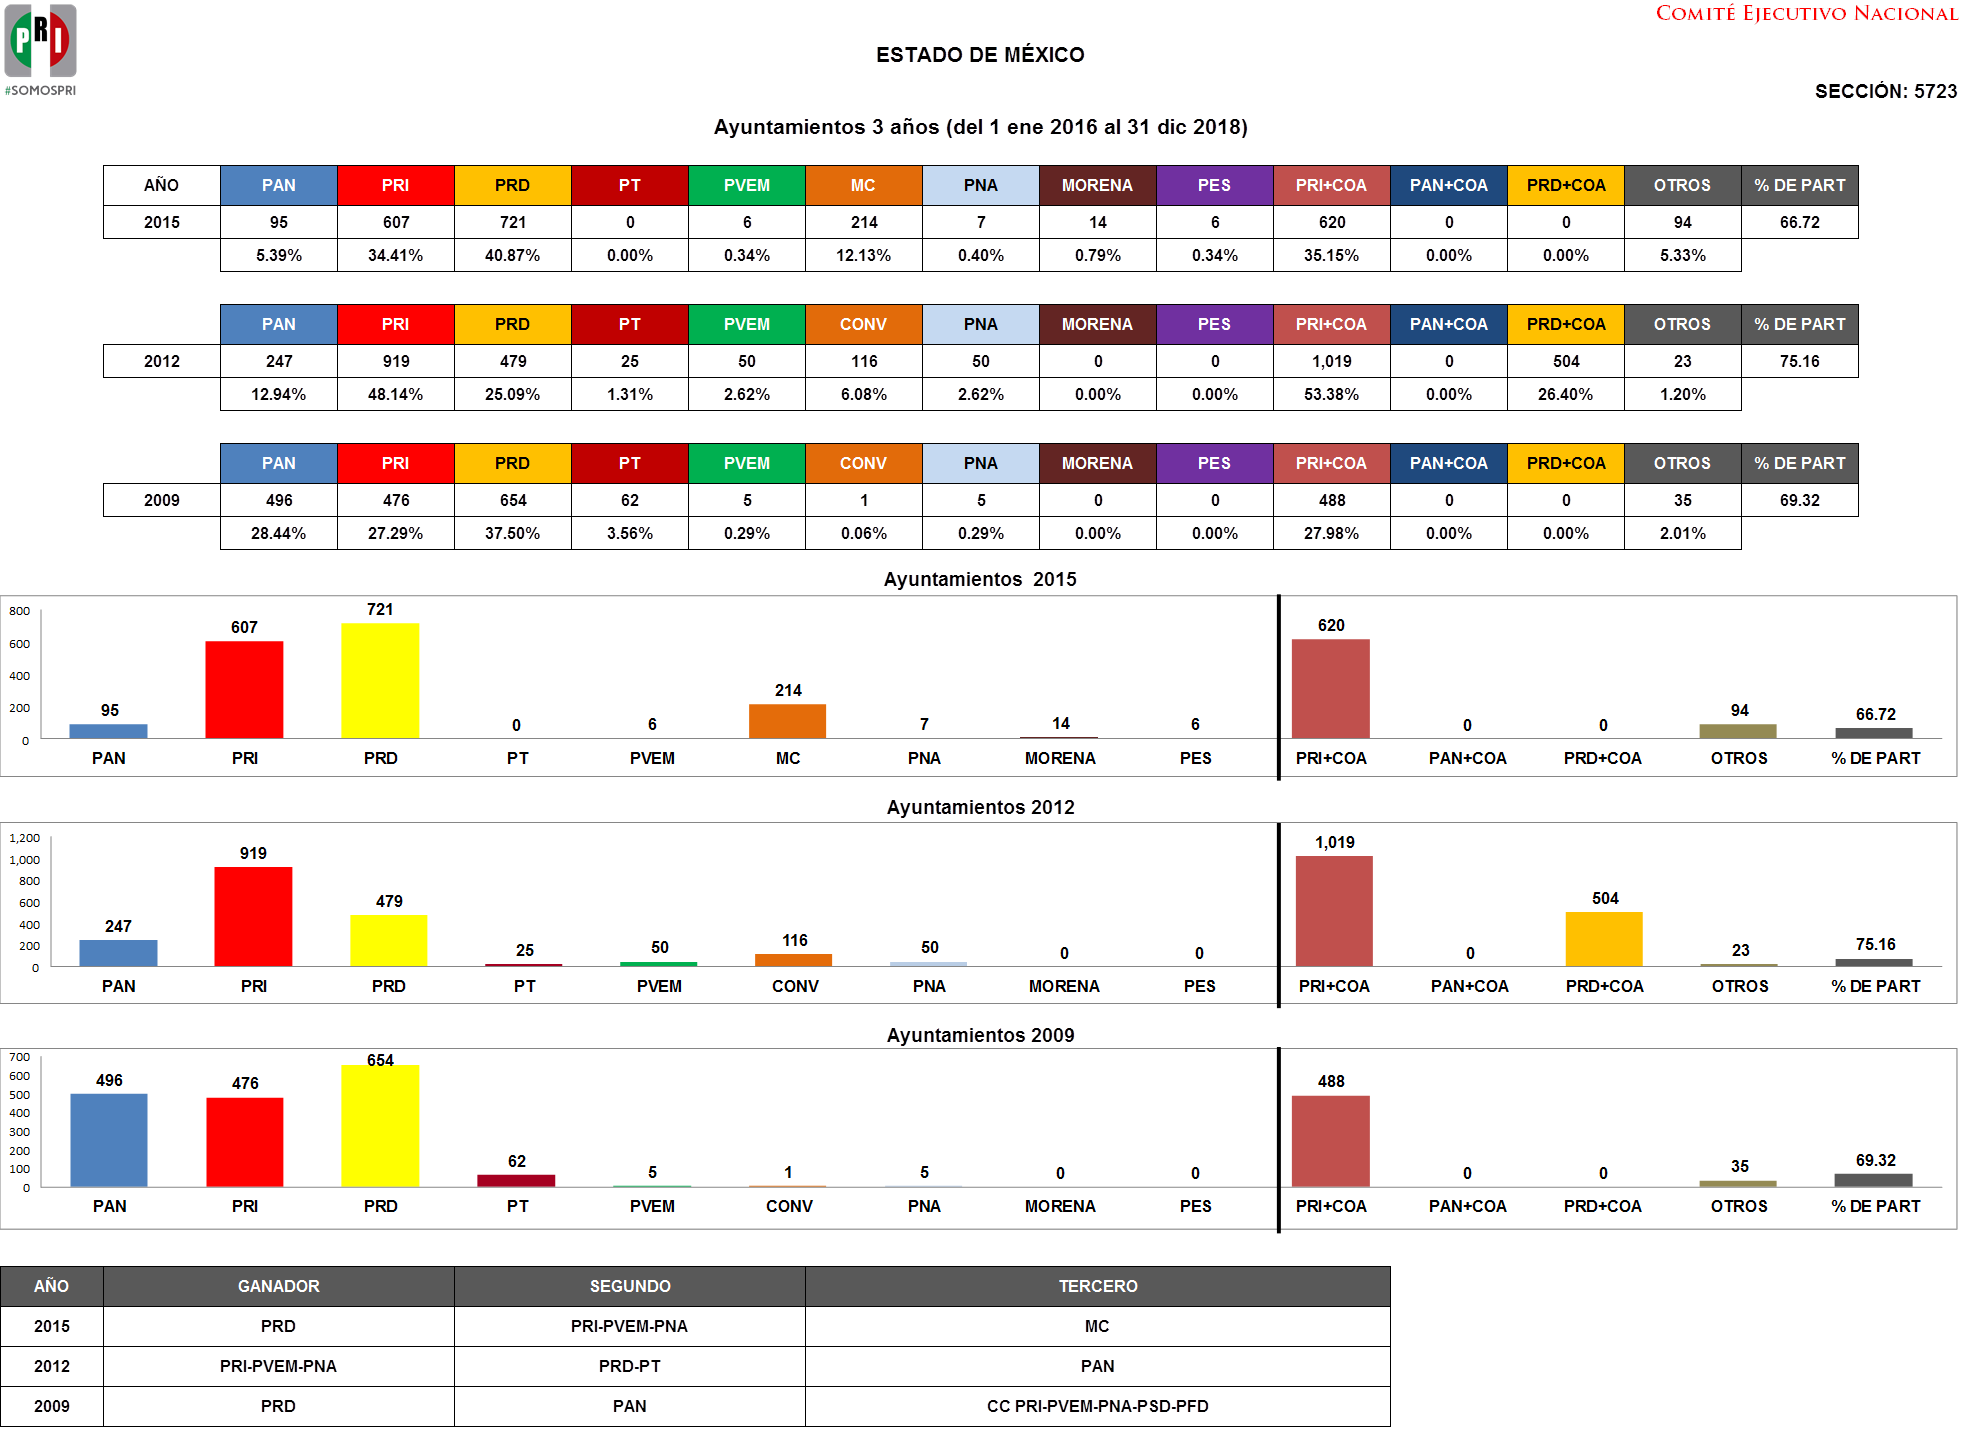 PRI
#SOMOSPRI
COMITÉ EJECUTIVO NACIONAL
ESTADO DE MÉXICO
SECCIÓN: 5723
Ayuntamientos 3 años (del 1 ene 2016 al 31 dic 2018)
AÑO PAN PRI PRD PT PVEM MC PNA MORENA PES PRI+COA PAN+COA PRD+COA OTROS % DE PART
2015 95 607 721 0 6 214 7 14 6 620 0 0 94 66.72
5.39% 34.41% 40.87% 0.00% 0.34% 12.13% 0.40% 0.79% 0.34% 35.15% 0.00% 0.00% 5.33%
PAN PRI PRD PT PVEM CONV PNA MORENA PES PRI+COA PAN+COA PRD+COA OTROS % DE PART
2012 247 919 479 25 50 116 50 0 0 1,019 0 504 23 75.16
12.94% 48.14% 25.09% 1.31% 2.62% 6.08% 2.62% 0.00% 0.00% 53.38% 0.00% 26.40% 1.20%
PAN PRI PRD PT PVEM CONV PNA MORENA PES PRI+COA PAN+COA PRD+COA OTROS % DE PART
2009 496 476 654 62 5 1 5 0 0 488 0 0 35 69.32
28.44% 27.29% 37.50% 3.56% 0.29% 0.06% 0.29% 0.00% 0.00% 27.98% 0.00% 0.00% 2.01%
Ayuntamientos 2015
800
600
400
200
0
95 607 721 0 6 214 7 14 6 620 0 0 94 66.72
PAN PRI PRD PT PVEM MC PNA MORENA PES PRI+COA PAN+COA PRD+COA OTROS % DE PART
Ayuntamientos 2012
1,200
1,000
800
600
400
200
0
247 919 479 25 50 116 50 0 0 1,019 0 504 23 75.16
PAN PRI PRD PT PVEM CONV PNA MORENA PES PRI+COA PAN+COA PRD+COA OTROS % DE PART
Ayuntamientos 2009
700
600
500
400
300
200
100
0
496 476 654 62 5 1 5 0 0 488 0 0 35 69.32
PAN PRI PRD PT PVEM CONV PNA MORENA PES PRI+COA PAN+COA PRD+COA OTROS % DE PART
AÑO GANADOR SEGUNDO TERCERO
2015 PRD PRI-PVEM-PNA MC
2012 PRI-PVEM-PNA PRD-PT PAN
2009 PRD PAN CC PRI-PVEM-PNA-PSD-PFD